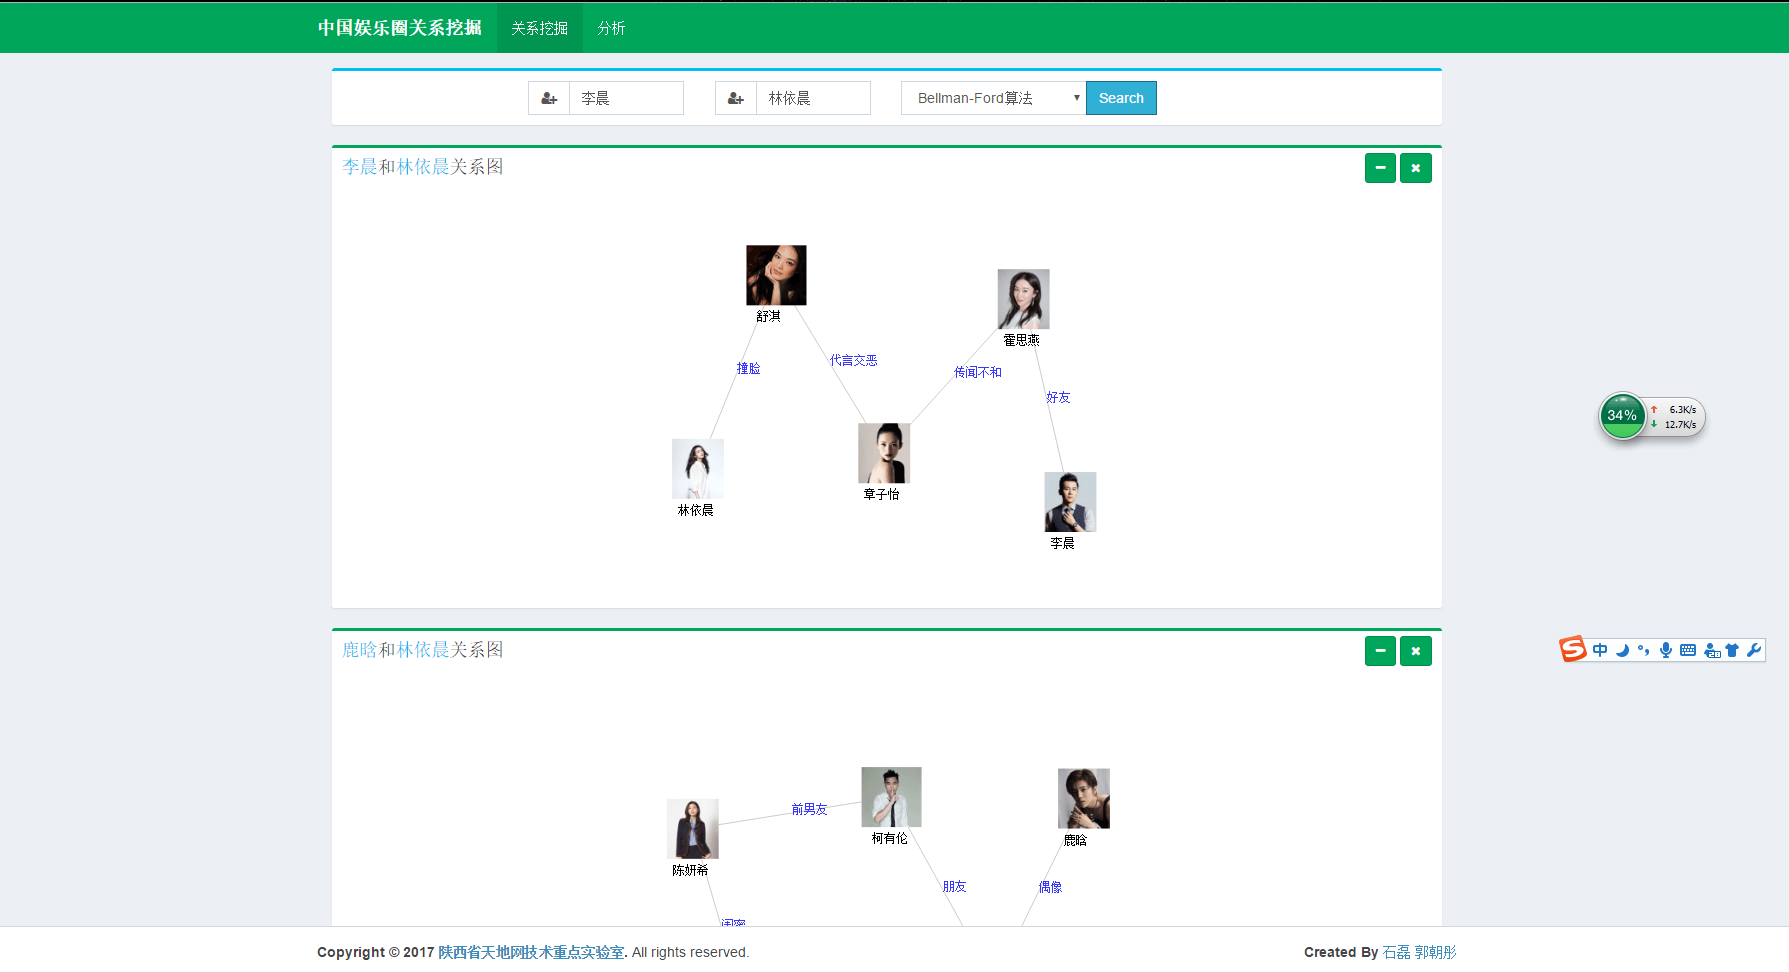 中国娱乐圈关系挖掘 关系挖掘 分析
李晨 林依晨 Bellman-Ford算法 Search
李晨和林依晨关系图
舒淇
霍思燕
代言交恶
撞脸
传闻不和
好友
章子怡
林依晨
李晨
34% 6.3K/s
12.7K/s
鹿晗和林依晨关系图
中
前男友
柯有伦
鹿晗
陈妍希
朋友
偶像
闺密
Copyright © 2017 陕西省天地网技术重点实验室. All rights reserved.
Created By 石磊 郭朝彤